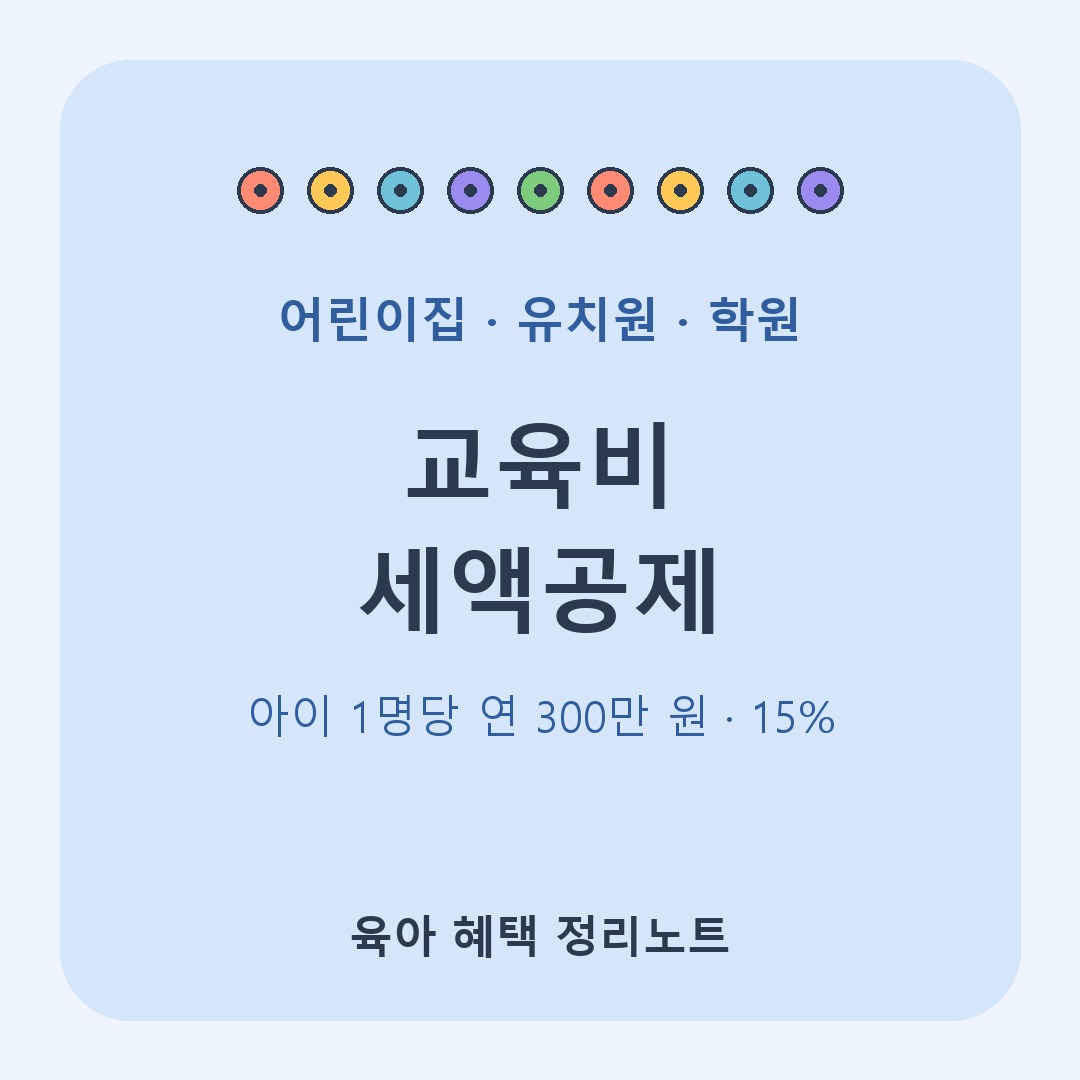 어린이집 · 유치원 · 학원
교육비
세액공제
아이 1명당 연 300만 원 · 15%
육아 혜택 정리노트